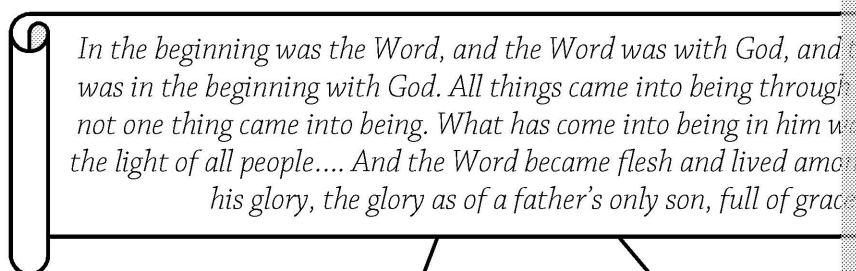 In the beginning was the Word, and the Word was with God, and
was in the beginning with God. All things came into being through
not one thing came into being. What has come into being in him
the light of all people.... And the Word became flesh and lived
his glory, the glory as of a father’s only son, full of